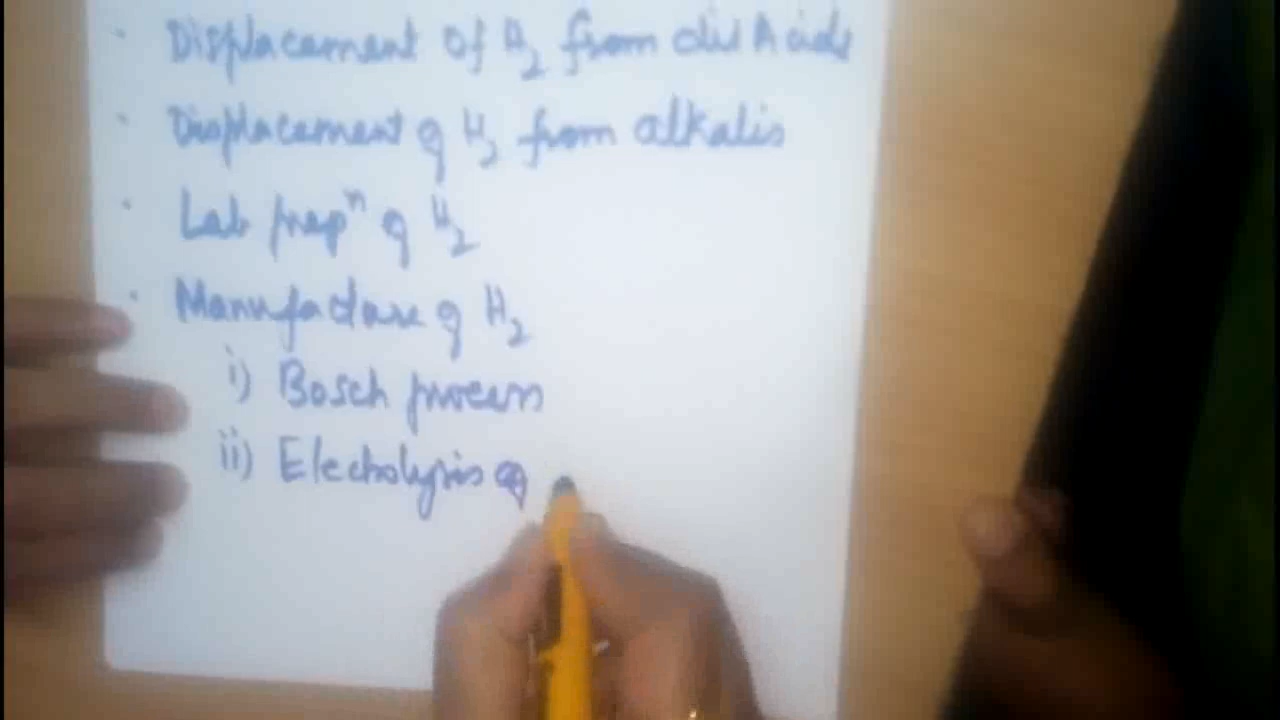 · Displacement of H2 from dil Acids
· Displacement of H2 from alkalis
· Lab prepⁿ of H2
· Manufacture of H2
i) Bosch process
ii) Electrolysis of